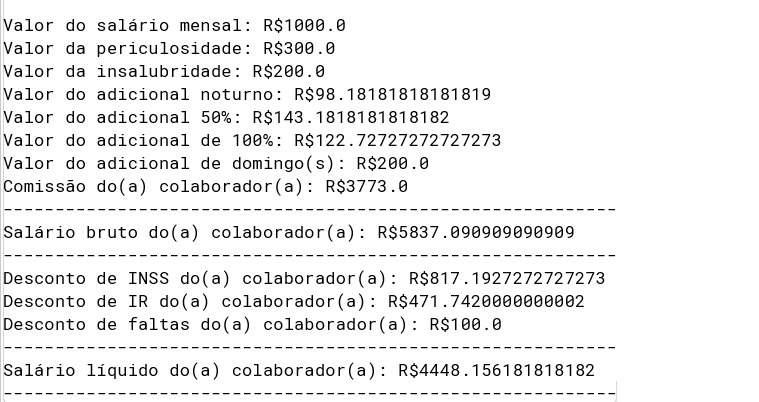 Valor do salário mensal: R$1000.0
Valor da periculosidade: R$300.0
Valor da insalubridade: R$200.0
Valor do adicional noturno: R$98.18181818181819
Valor do adicional 50%: R$143.1818181818182
Valor do adicional de 100%: R$122.72727272727273
Valor do adicional de domingo(s): R$200.0
Comissão do(a) colaborador(a): R$3773.0
-----------------------------------------------------------
Salário bruto do(a) colaborador(a): R$5837.090909090909
-----------------------------------------------------------
Desconto de INSS do(a) colaborador(a): R$817.1927272727273
Desconto de IR do(a) colaborador(a): R$471.7420000000002
Desconto de faltas do(a) colaborador(a): R$100.0
-----------------------------------------------------------
Salário líquido do(a) colaborador(a): R$4448.156181818182
-----------------------------------------------------------